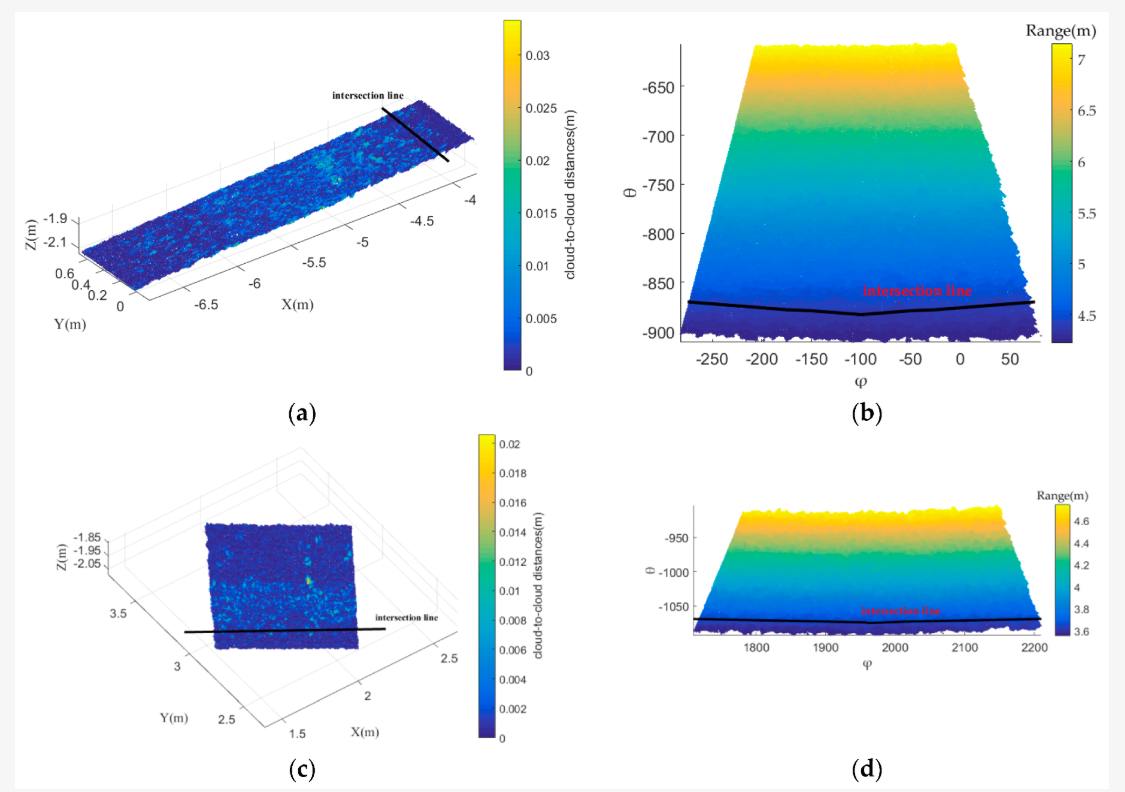 0.03
0.025
0.02
0.015
0.01
0.005
0
cloud-to-cloud distances(m)
intersection line
Z(m)
-1.9
-2.1
0.6
0.4
0.2
0
Y(m)
-6.5
-6
-5.5
-5
-4.5
-4
X(m)
(a)
Range(m)
7
6.5
6
5.5
5
4.5
θ
-650
-700
-750
-800
-850
-900
intersection line
-250 -200 -150 -100 -50 0 50
φ
(b)
0.02
0.018
0.016
0.014
0.012
0.01
0.008
0.006
0.004
0.002
0
cloud-to-cloud distances(m)
Z(m)
-1.85
-1.95
-2.05
intersection line
3.5
3
2.5
Y(m)
1.5
2
2.5
X(m)
(c)
Range(m)
4.6
4.4
4.2
4
3.8
3.6
θ
-950
-1000
-1050
intersection line
1800 1900 2000 2100 2200
φ
(d)